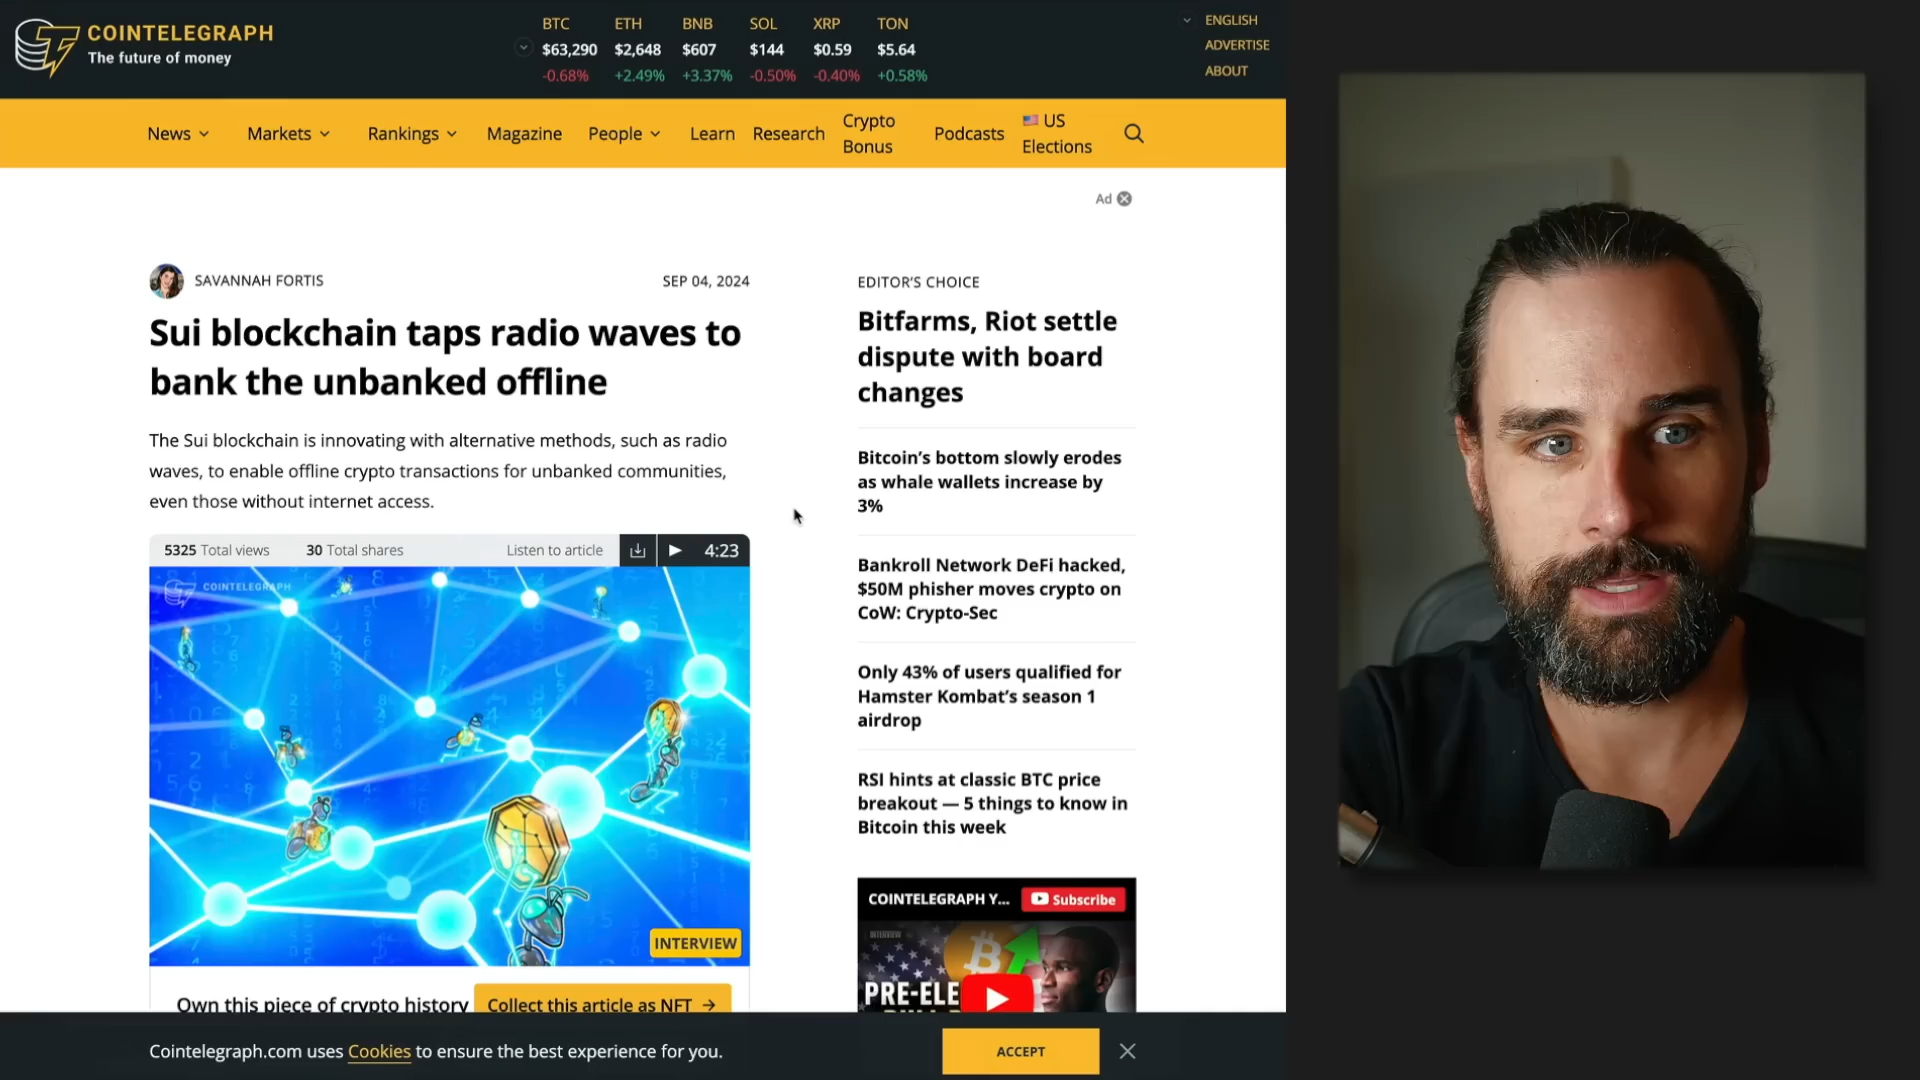 COINTELEGRAPH
The future of money
BTC ETH BNB SOL XRP TON
$63,290 $2,648 $607 $144 $0.59 $5.64
-0.68% +2.49% +3.37% -0.50% -0.40% +0.58%
ENGLISH
ADVERTISE
ABOUT
News Markets Rankings Magazine People Learn Research Crypto Bonus Podcasts US Elections
Ad
SAVANNAH FORTIS SEP 04, 2024
Sui blockchain taps radio waves to
bank the unbanked offline
The Sui blockchain is innovating with alternative methods, such as radio
waves, to enable offline crypto transactions for unbanked communities,
even those without internet access.
5325 Total views 30 Total shares Listen to article 4:23
COINTELEGRAPH
INTERVIEW
Own this piece of crypto history Collect this article as NFT →
EDITOR'S CHOICE
Bitfarms, Riot settle
dispute with board
changes
Bitcoin's bottom slowly erodes
as whale wallets increase by
3%
Bankroll Network DeFi hacked,
$50M phisher moves crypto on
CoW: Crypto-Sec
Only 43% of users qualified for
Hamster Kombat's season 1
airdrop
RSI hints at classic BTC price
breakout — 5 things to know in
Bitcoin this week
COINTELEGRAPH Y... Subscribe
INTERVIEW
PRE-ELE
Cointelegraph.com uses Cookies to ensure the best experience for you.
ACCEPT